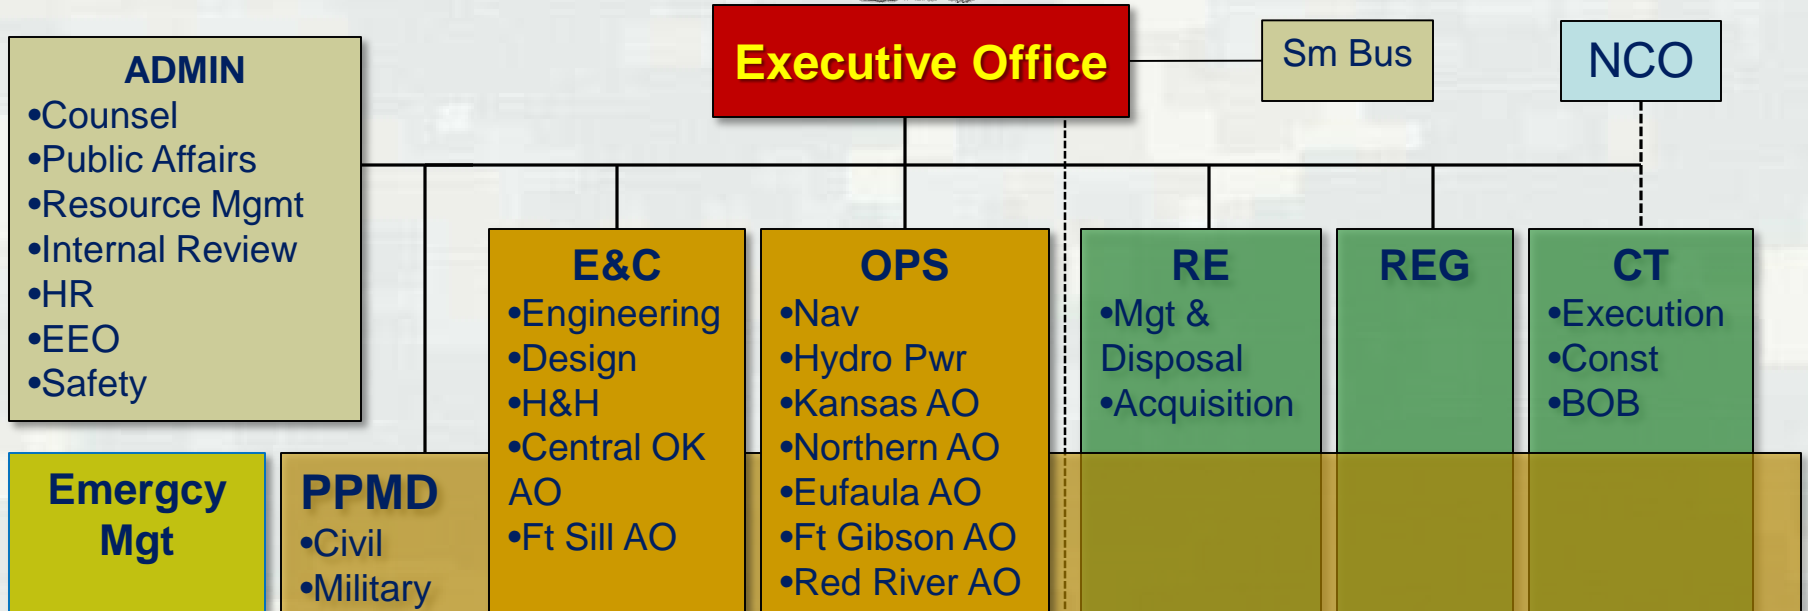 Executive Office
Sm Bus
NCO
ADMIN
•Counsel
•Public Affairs
•Resource Mgmt
•Internal Review
•HR
•EEO
•Safety
E&C
•Engineering
•Design
•H&H
•Central OK
AO
•Ft Sill AO
OPS
•Nav
•Hydro Pwr
•Kansas AO
•Northern AO
•Eufaula AO
•Ft Gibson AO
•Red River AO
RE
•Mgt &
Disposal
•Acquisition
REG
CT
•Execution
•Const
•BOB
Emergcy
Mgt
PPMD
•Civil
•Military